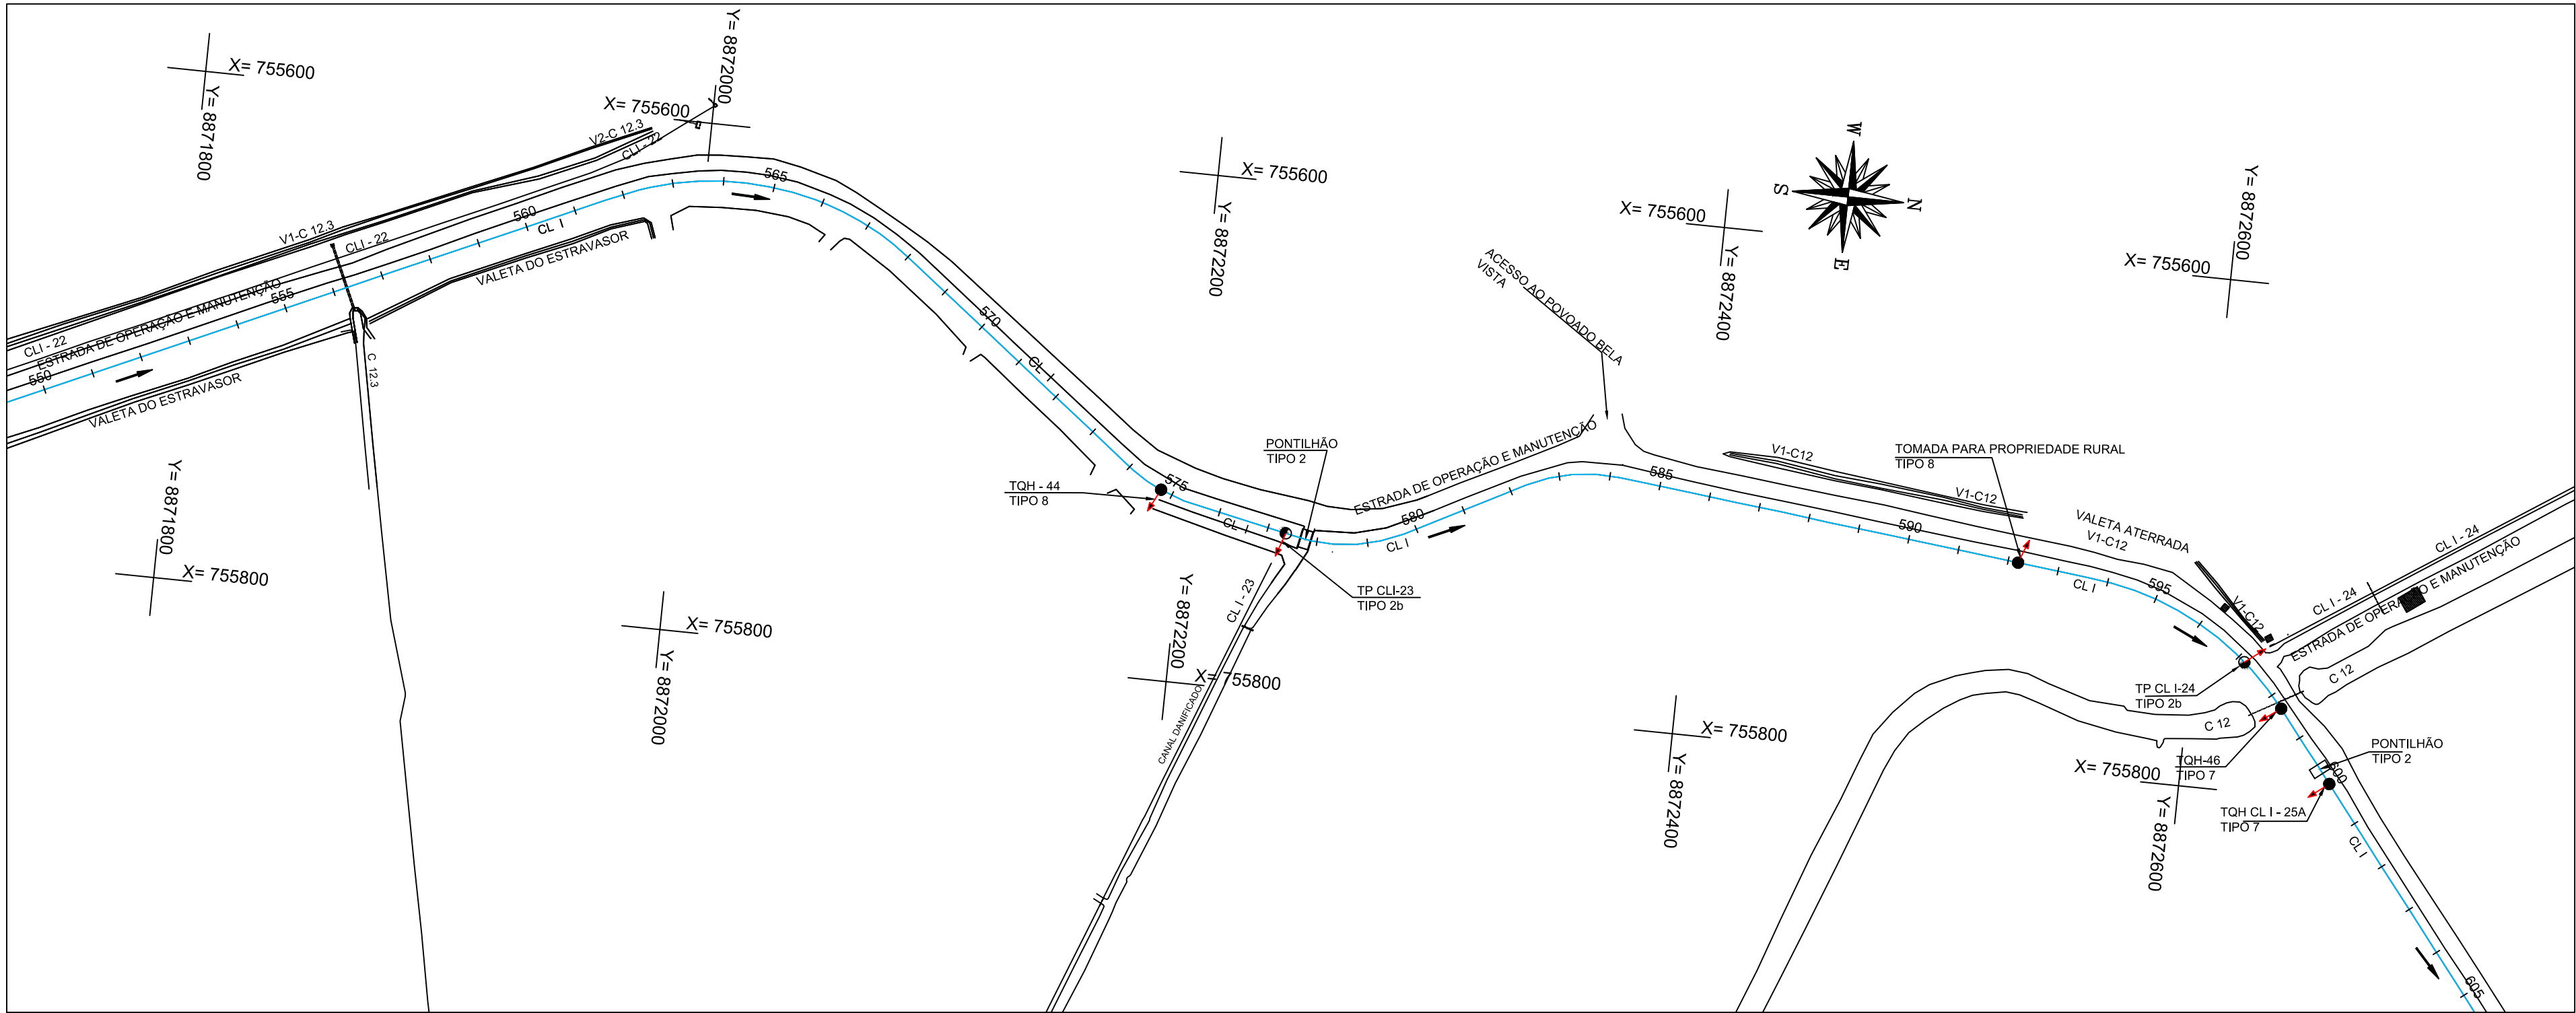 X= 755600
Y= 8871800
X= 755600
Y= 8872000
X= 755600
Y= 8872200
X= 755600
Y= 8872400
X= 755600
Y= 8872600
W
S
N
E
V2-C 12.3
CLI - 22
V1-C 12.3
CLI - 22
CLI - 22
ESTRADA DE OPERAÇÃO E MANUTENÇÃO
550
555
560
565
570
575
580
585
590
595
600
605
CL I
VALETA DO ESTRAVASOR
VALETA DO ESTRAVASOR
C 12.3
CL I
TQH - 44
TIPO 8
CL I
PONTILHÃO
TIPO 2
TP CLI-23
TIPO 2b
CL I - 23
CANAL DANIFICADO
ESTRADA DE OPERAÇÃO E MANUTENÇÃO
CL I
ACESSO AO POVOADO BELA
VISTA
V1-C12
V1-C12
TOMADA PARA PROPRIEDADE RURAL
TIPO 8
VALETA ATERRADA
V1-C12
CL I
V1-C12
CL I - 24
CL I - 24
ESTRADA DE OPERAÇÃO E MANUTENÇÃO
C 12
C 12
TP CL I-24
TIPO 2b
TQH-46
TIPO 7
PONTILHÃO
TIPO 2
TQH CL I - 25A
TIPO 7
CL I
Y= 8871800
X= 755800
X= 755800
Y= 8872000
Y= 8872200
X= 755800
X= 755800
Y= 8872400
X= 755800
Y= 8872600